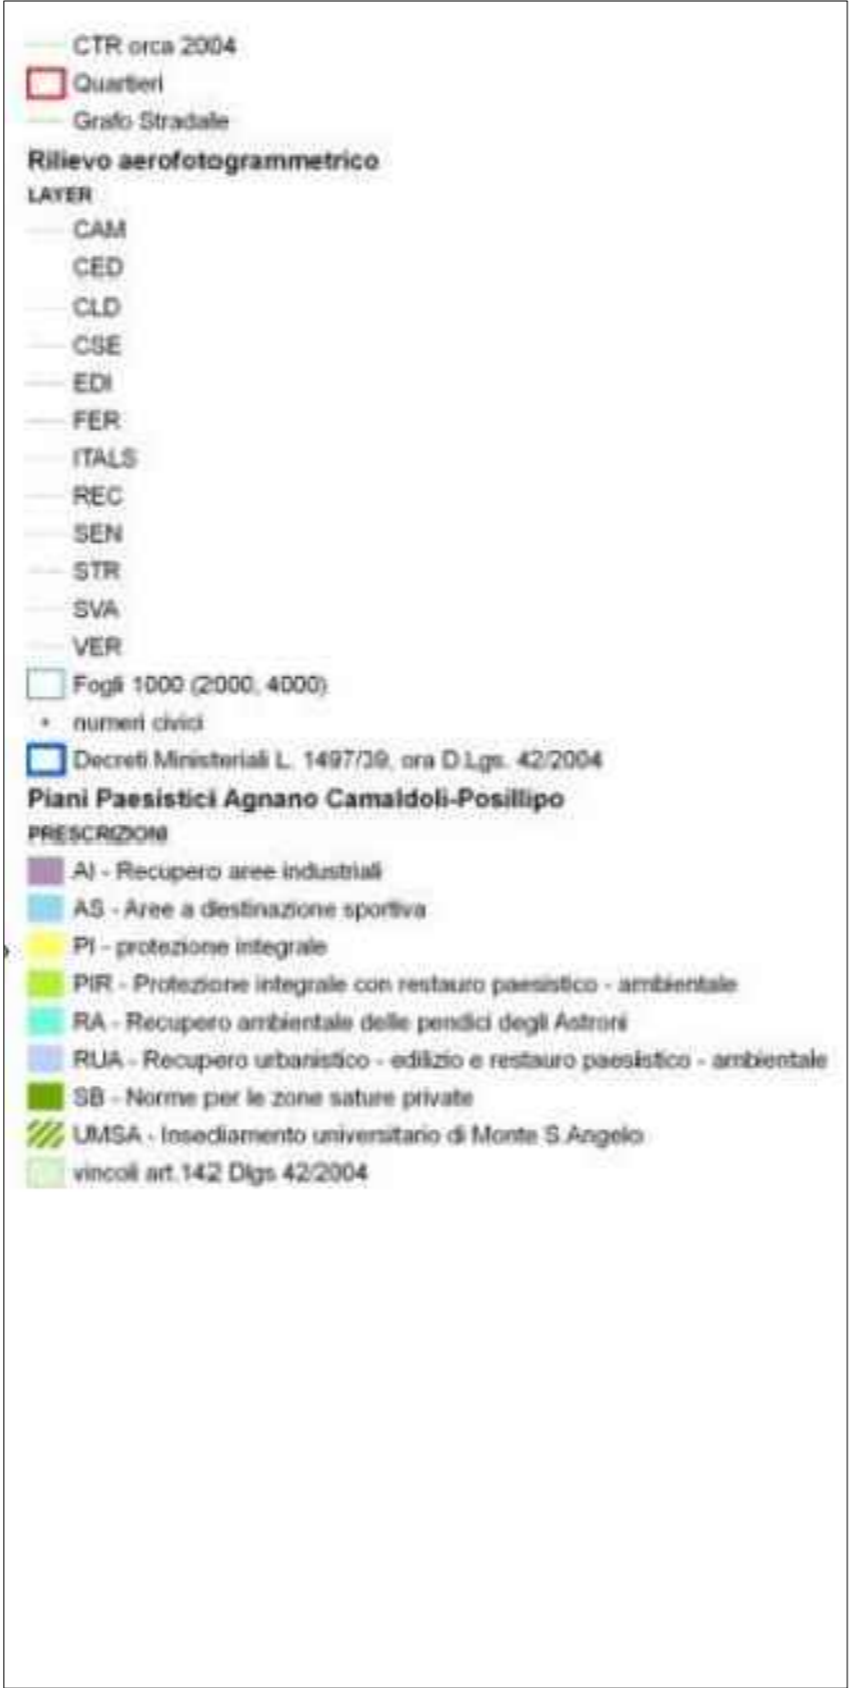 CTR orca 2004
Quartieri
Grafo Stradale
Rilievo aerofotogrammetrico
LAYER
CAM
CED
CLD
CSE
EDI
FER
ITALS
REC
SEN
STR
SVA
VER
Fogli 1000 (2000, 4000)
numeri civici
Decreti Ministeriali L. 1497/39, ora D.Lgs. 42/2004
Piani Paesistici Agnano Camaldoli-Posillipo
PRESCRIZIONI
AI - Recupero aree industriali
AS - Aree a destinazione sportiva
PI - protezione integrale
PIR - Protezione integrale con restauro paesistico - ambientale
RA - Recupero ambientale delle pendici degli Astroni
RUA - Recupero urbanistico - edilizio e restauro paesistico - ambientale
SB - Norme per le zone sature private
UMSA - Insediamento universitario di Monte S.Angelo
vincoli art.142 Dlgs 42/2004